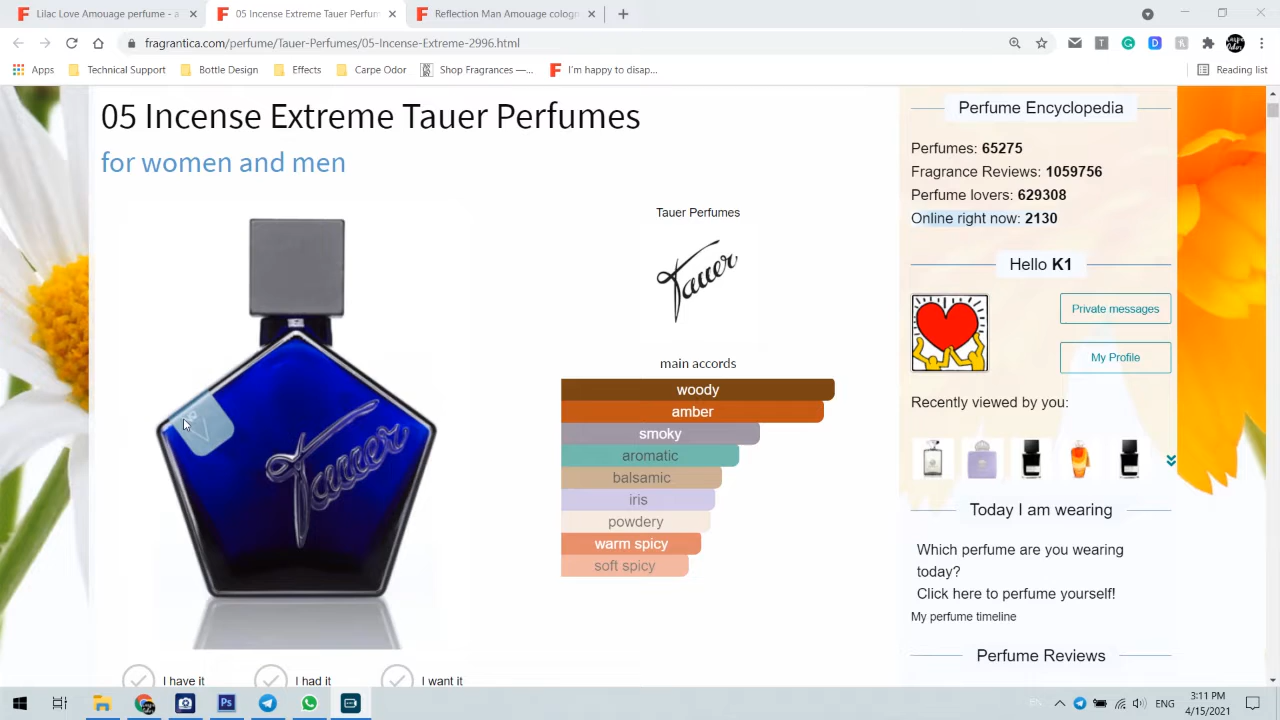 Lilac Love Amouage perfume - a
05 Incense Extreme Tauer Perfum
Reflection Man Amouage cologn
fragrantica.com/perfume/Tauer-Perfumes/05-Incense-Extreme-2996.html
Apps
Technical Support
Bottle Design
Effects
Carpe Odor
Shop Fragrances —...
I'm happy to disap...
Reading list
05 Incense Extreme Tauer Perfumes
for women and men
Tauer
Tauer Perfumes
Tauer
main accords
woody
amber
smoky
aromatic
balsamic
iris
powdery
warm spicy
soft spicy
I have it
I had it
I want it
Perfume Encyclopedia
Perfumes: 65275
Fragrance Reviews: 1059756
Perfume lovers: 629308
Online right now: 2130
Hello K1
Private messages
My Profile
Recently viewed by you:
Today I am wearing
Which perfume are you wearing
today?
Click here to perfume yourself!
My perfume timeline
Perfume Reviews
ENG
3:11 PM
4/15/2021